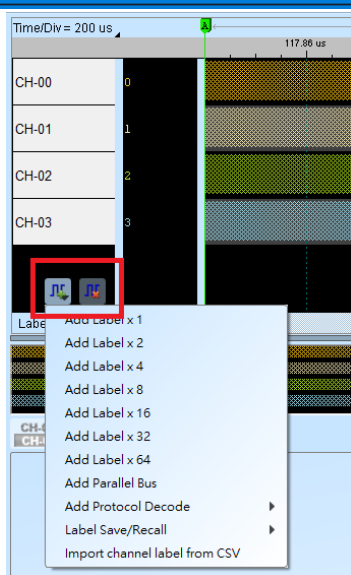 Time/Div = 200 us
A
117.86 us
CH-00 0
CH-01 1
CH-02 2
CH-03 3
Add Label x 1
Add Label x 2
Add Label x 4
Add Label x 8
Add Label x 16
Add Label x 32
Add Label x 64
Add Parallel Bus
Add Protocol Decode
Label Save/Recall
Import channel label from CSV
Labe